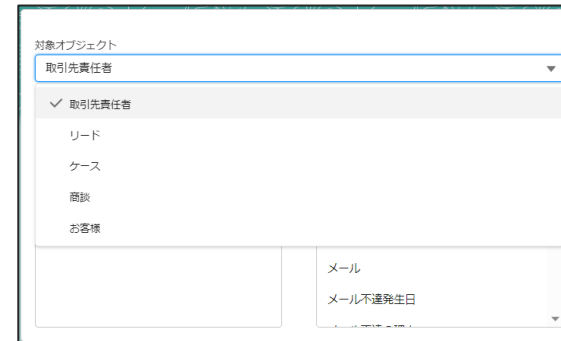 対象オブジェクト
取引先責任者
取引先責任者
リード
ケース
商談
お客様
メール
メール不達発生日